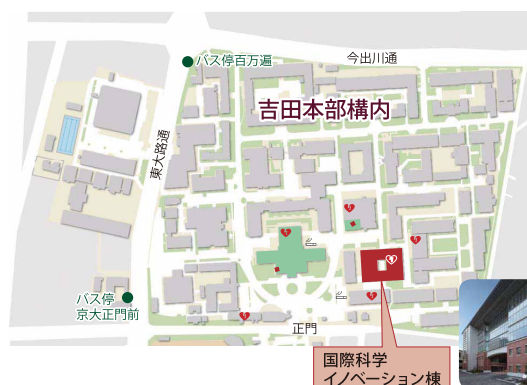 バス停百万遍
今出川通
吉田本部構内
東大路通
バス停
京大正門前
正門
国際科学
イノベーション棟